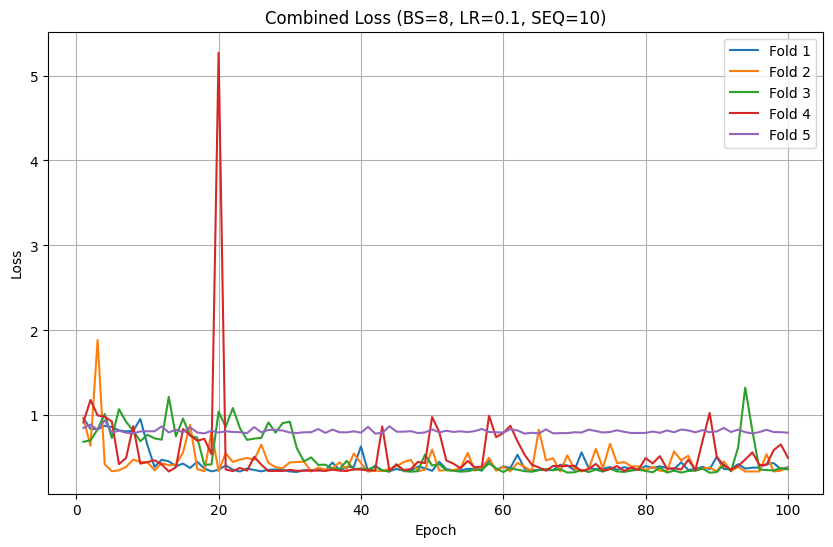 Combined Loss (BS=8, LR=0.1, SEQ=10)
Fold 1
Fold 2
Fold 3
Fold 4
Fold 5
5
4
3
2
1
Loss
0 20 40 60 80 100
Epoch